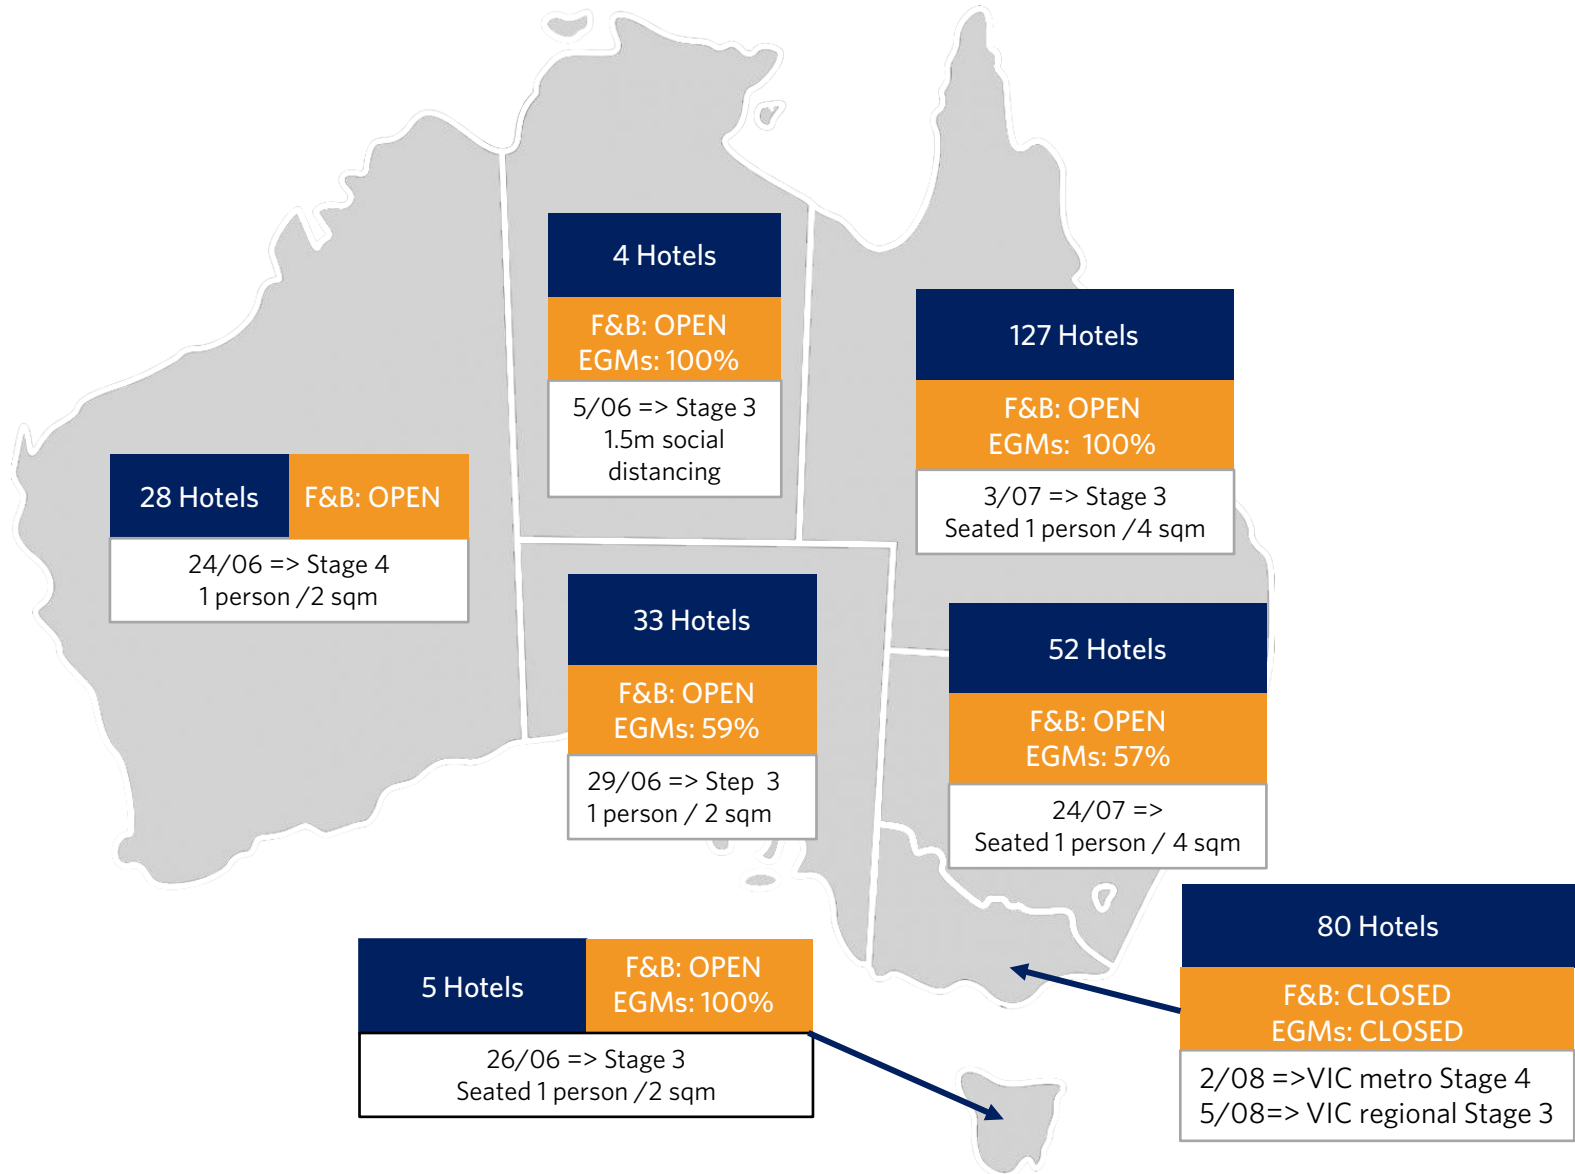 4 Hotels
F&B: OPEN
EGMs: 100%
5/06 => Stage 3
1.5m social
distancing
127 Hotels
F&B: OPEN
EGMs: 100%
3/07 => Stage 3
Seated 1 person /4 sqm
28 Hotels
F&B: OPEN
24/06 => Stage 4
1 person /2 sqm
33 Hotels
F&B: OPEN
EGMs: 59%
29/06 => Step 3
1 person / 2 sqm
52 Hotels
F&B: OPEN
EGMs: 57%
24/07 =>
Seated 1 person / 4 sqm
5 Hotels
F&B: OPEN
EGMs: 100%
26/06 => Stage 3
Seated 1 person /2 sqm
80 Hotels
F&B: CLOSED
EGMs: CLOSED
2/08 =>VIC metro Stage 4
5/08=> VIC regional Stage 3